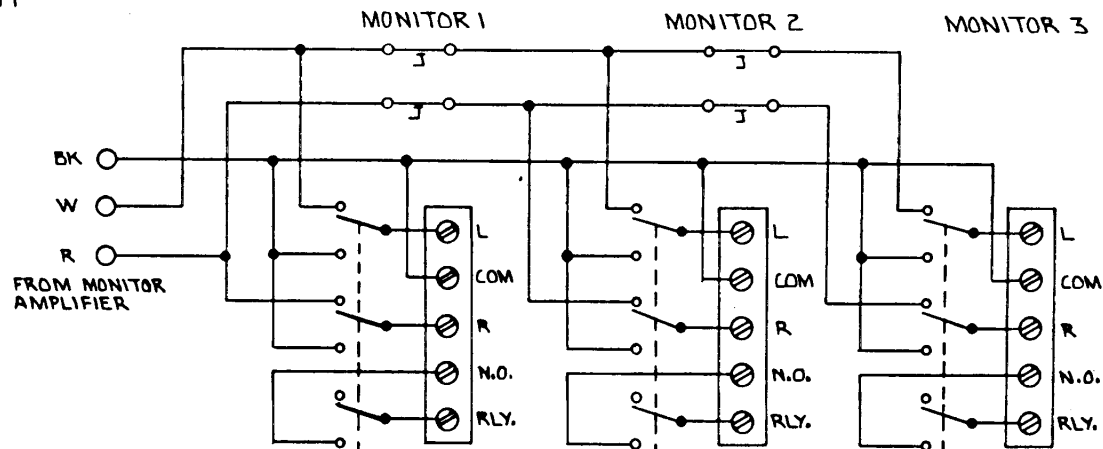 MONITOR 1
MONITOR 2
MONITOR 3
J
J
J
J
BK
W
R
FROM MONITOR
AMPLIFIER
L
COM
R
N.O.
RLY.
L
COM
R
N.O.
RLY.
L
COM
R
N.O.
RLY.